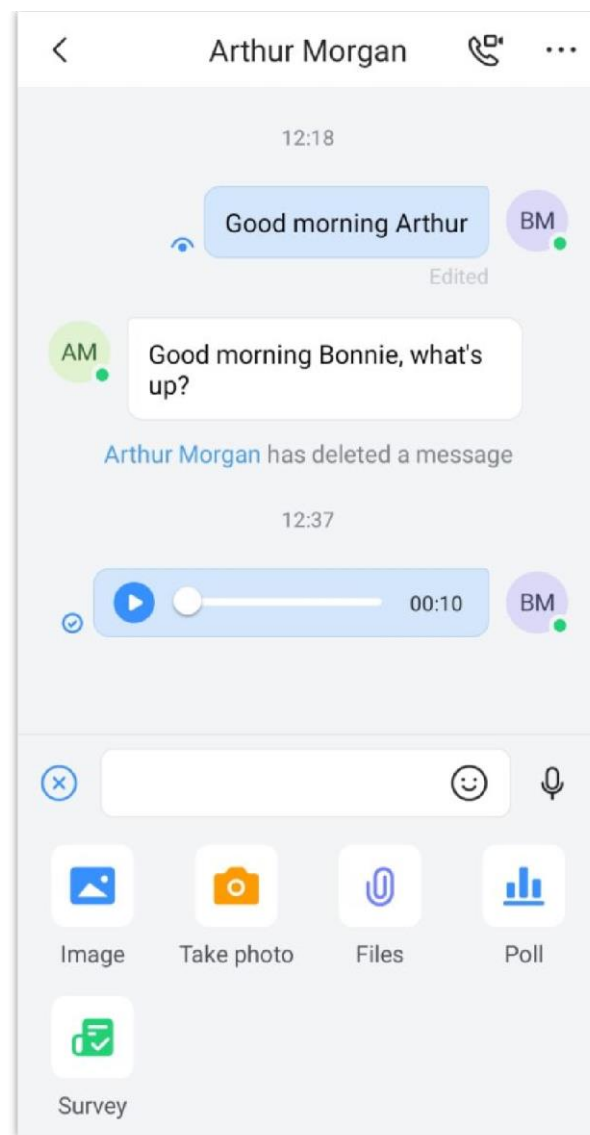 Arthur Morgan
12:18
Good morning Arthur
BM
Edited
AM
Good morning Bonnie, what's
up?
Arthur Morgan has deleted a message
12:37
00:10
BM
Image
Take photo
Files
Poll
Survey